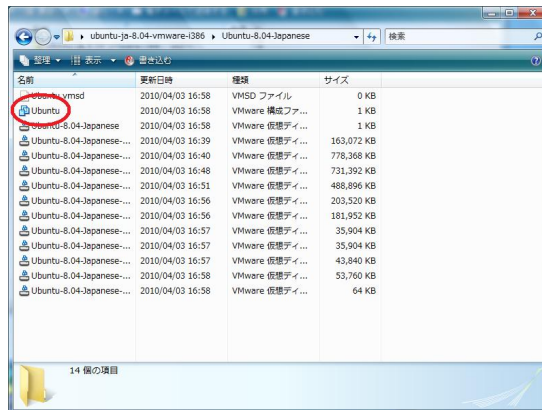 ubuntu-ja-8.04-vmware-i386 ▸ Ubuntu-8.04-Japanese 検索
整理 表示 書き込む
名前 更新日時 種類 サイズ
Ubuntu.vmsd 2010/04/03 16:58 VMSD ファイル 0 KB
Ubuntu 2010/04/03 16:58 VMware 構成ファ... 1 KB
Ubuntu-8.04-Japanese 2010/04/03 16:58 VMware 仮想ディ... 1 KB
Ubuntu-8.04-Japanese-... 2010/04/03 16:39 VMware 仮想ディ... 163,072 KB
Ubuntu-8.04-Japanese-... 2010/04/03 16:40 VMware 仮想ディ... 778,368 KB
Ubuntu-8.04-Japanese-... 2010/04/03 16:48 VMware 仮想ディ... 731,392 KB
Ubuntu-8.04-Japanese-... 2010/04/03 16:51 VMware 仮想ディ... 488,896 KB
Ubuntu-8.04-Japanese-... 2010/04/03 16:56 VMware 仮想ディ... 203,520 KB
Ubuntu-8.04-Japanese-... 2010/04/03 16:56 VMware 仮想ディ... 181,952 KB
Ubuntu-8.04-Japanese-... 2010/04/03 16:57 VMware 仮想ディ... 35,904 KB
Ubuntu-8.04-Japanese-... 2010/04/03 16:57 VMware 仮想ディ... 35,904 KB
Ubuntu-8.04-Japanese-... 2010/04/03 16:57 VMware 仮想ディ... 43,840 KB
Ubuntu-8.04-Japanese-... 2010/04/03 16:58 VMware 仮想ディ... 53,760 KB
Ubuntu-8.04-Japanese-... 2010/04/03 16:58 VMware 仮想ディ... 64 KB
14 個の項目